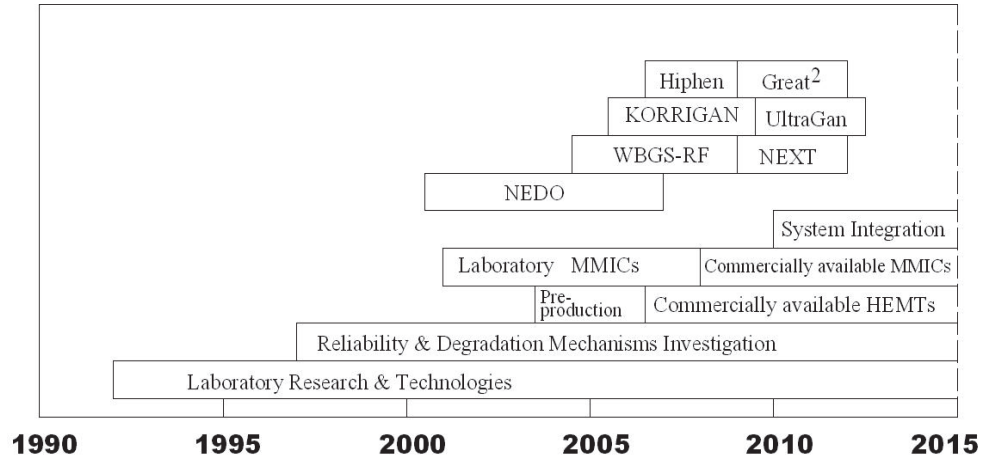 Hiphen Great²
KORRIGAN UltraGan
WBGS-RF NEXT
NEDO
System Integration
Laboratory MMICs Commercially available MMICs
Pre-
production Commercially available HEMTs
Reliability & Degradation Mechanisms Investigation
Laboratory Research & Technologies
1990 1995 2000 2005 2010 2015